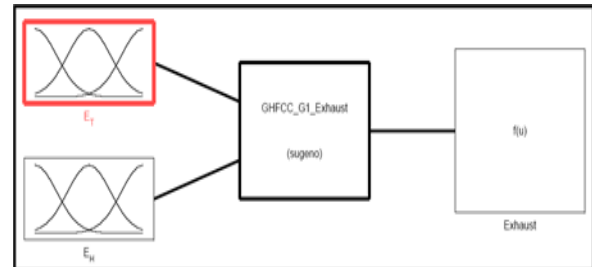 E_T
GHFCC_G1_Exhaust
(sugeno)
f(u)
E_H
Exhaust